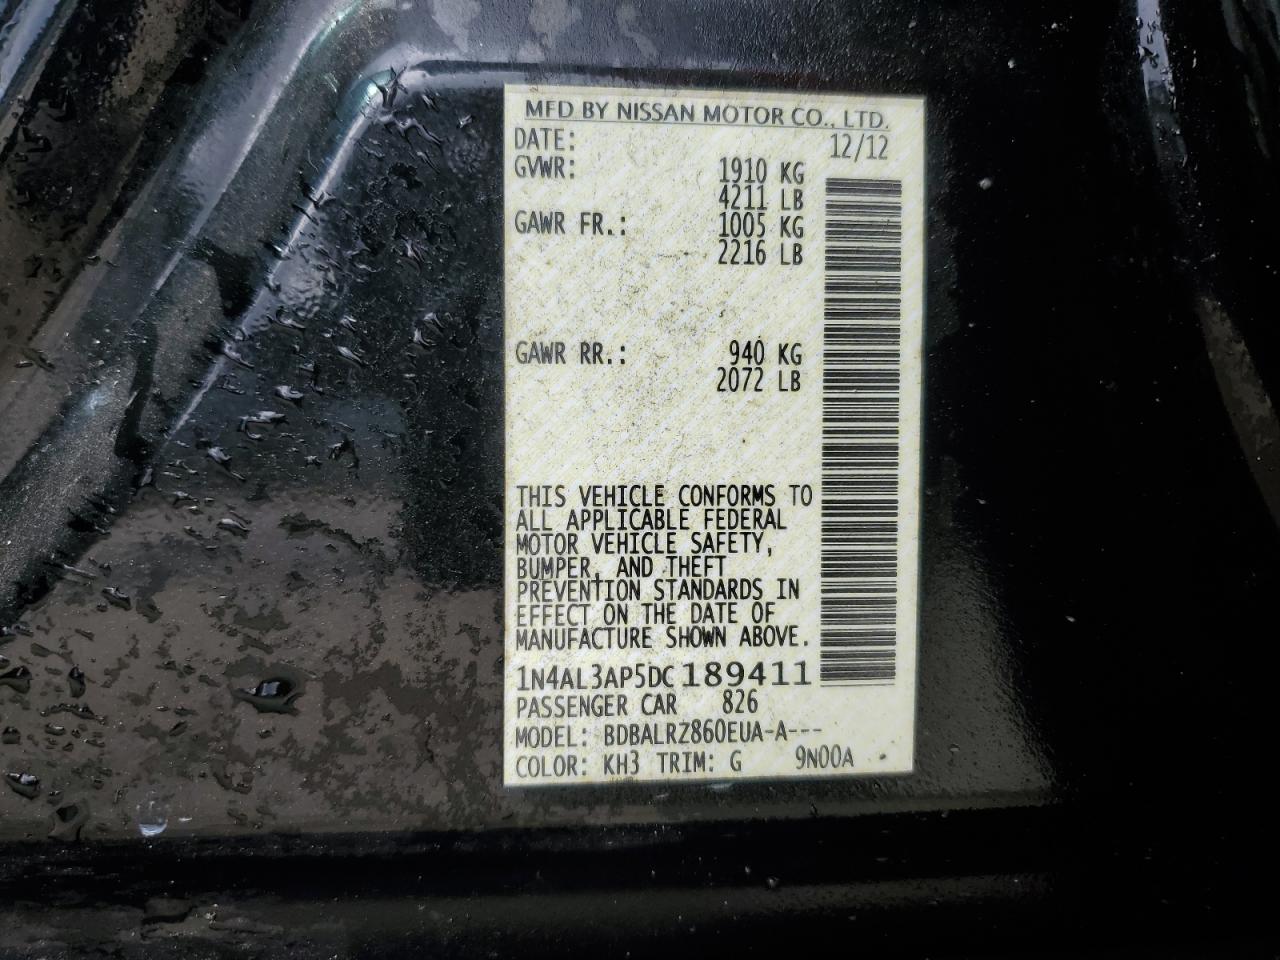 MFD BY NISSAN MOTOR CO., LTD.
DATE: 12/12
GVWR: 1910 KG
4211 LB
GAWR FR.: 1005 KG
2216 LB
GAWR RR.: 940 KG
2072 LB
THIS VEHICLE CONFORMS TO
ALL APPLICABLE FEDERAL
MOTOR VEHICLE SAFETY,
BUMPER, AND THEFT
PREVENTION STANDARDS IN
EFFECT ON THE DATE OF
MANUFACTURE SHOWN ABOVE.
1N4AL3AP5DC189411
PASSENGER CAR 826
MODEL: BDBALRZ860EUA-A---
COLOR: KH3 TRIM: G 9N00A